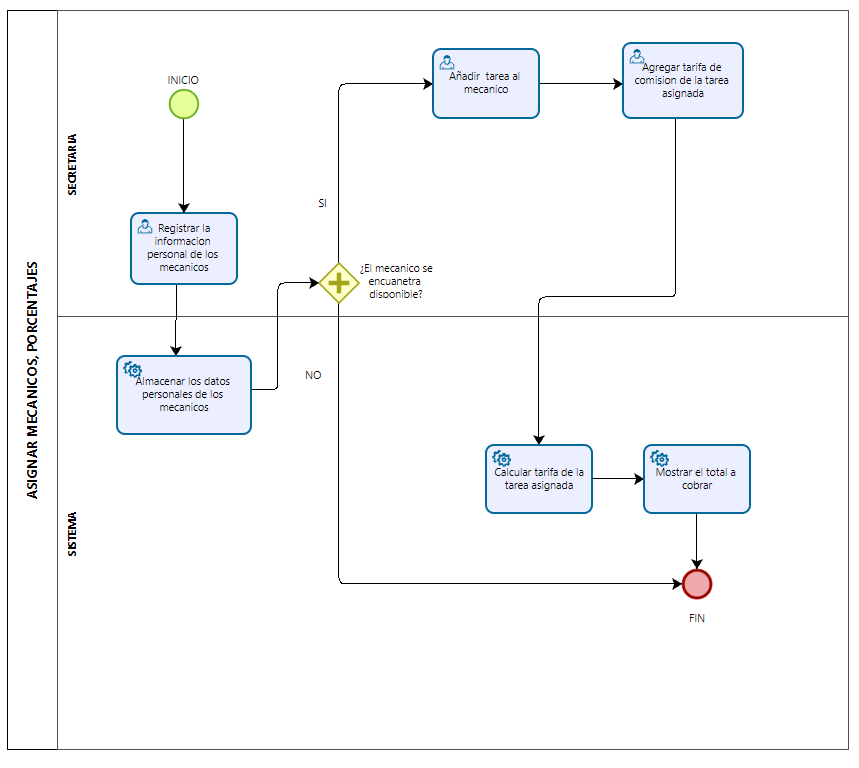 ASIGNAR MECANICOS, PORCENTAJES
SECRETARIA
INICIO
Registrar la
informacion
personal de los
mecanicos
¿El mecanico se
encuanetra
disponible?
SI
NO
Añadir tarea al
mecanico
Agregar tarifa de
comision de la tarea
asignada
SISTEMA
Almacenar los datos
personales de los
mecanicos
Calcular tarifa de la
tarea asignada
Mostrar el total a
cobrar
FIN